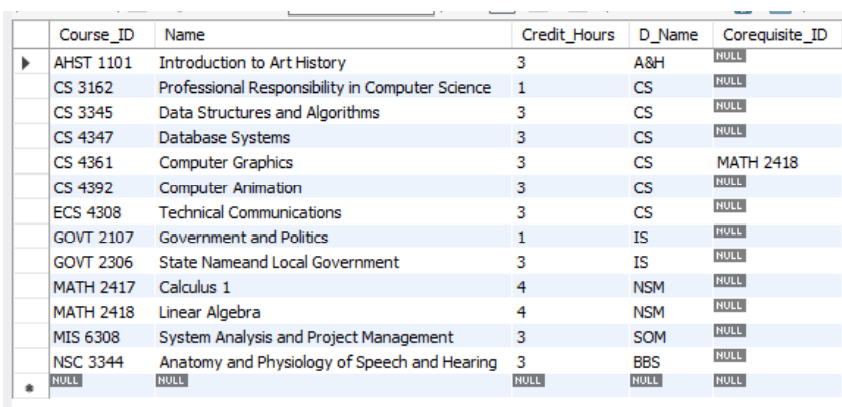 Course_ID Name Credit_Hours D_Name Corequisite_ID
AHST 1101 Introduction to Art History 3 A&H NULL
CS 3162 Professional Responsibility in Computer Science 1 CS NULL
CS 3345 Data Structures and Algorithms 3 CS NULL
CS 4347 Database Systems 3 CS NULL
CS 4361 Computer Graphics 3 CS MATH 2418
CS 4392 Computer Animation 3 CS NULL
ECS 4308 Technical Communications 3 CS NULL
GOVT 2107 Government and Politics 1 IS NULL
GOVT 2306 State Nameand Local Government 3 IS NULL
MATH 2417 Calculus 1 4 NSM NULL
MATH 2418 Linear Algebra 4 NSM NULL
MIS 6308 System Analysis and Project Management 3 SOM NULL
NSC 3344 Anatomy and Physiology of Speech and Hearing 3 BBS NULL
NULL NULL NULL NULL NULL